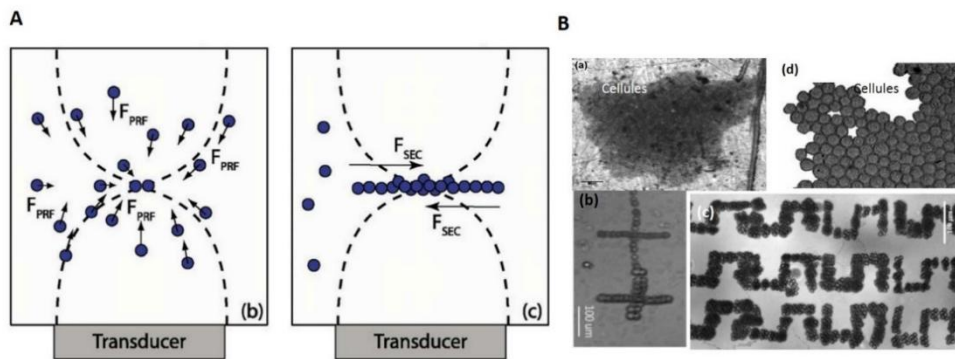 A
F_PRF
F_PRF
F_PRF
F_PRF
(b)
Transducer
F_SEC
F_SEC
(c)
Transducer
B
(a)
Cellules
(d)
Cellules
(b)
100 um
(c)